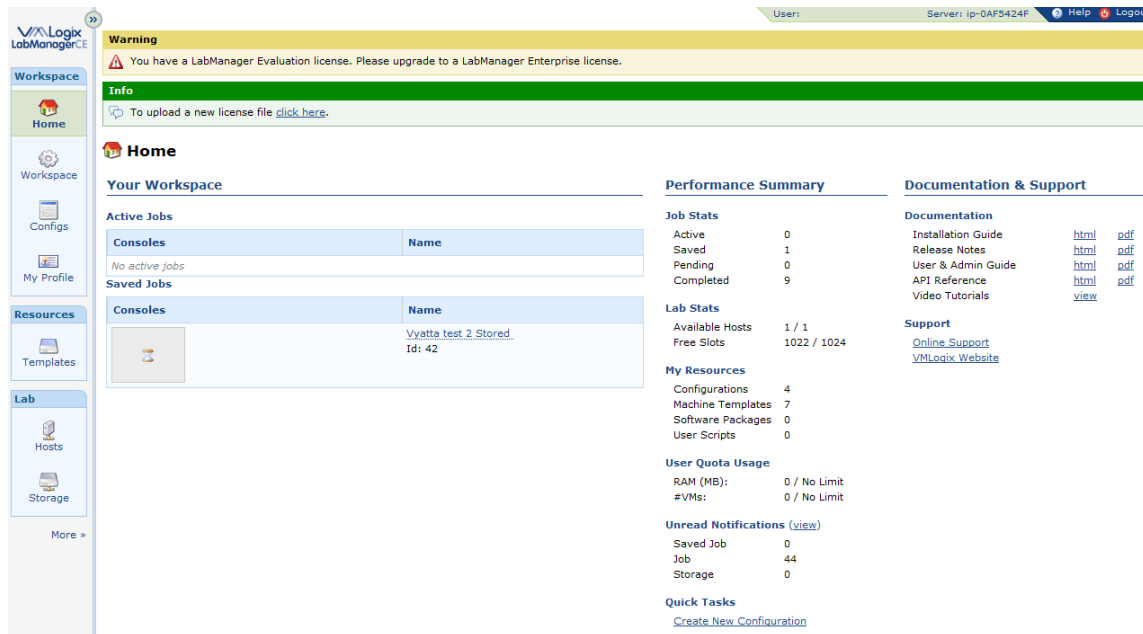 User: Server: ip-0AF5424F Help Logou
»
VMLogix
LabManagerCE
Warning
You have a LabManager Evaluation license. Please upgrade to a LabManager Enterprise license.
Info
To upload a new license file click here.
Workspace
Home
Workspace
Configs
My Profile
Resources
Templates
Lab
Hosts
Storage
More »
Home
Your Workspace
Active Jobs
Consoles Name
No active jobs
Saved Jobs
Consoles Name
Vyatta test 2 Stored
Id: 42
Performance Summary
Job Stats
Active 0
Saved 1
Pending 0
Completed 9
Lab Stats
Available Hosts 1 / 1
Free Slots 1022 / 1024
My Resources
Configurations 4
Machine Templates 7
Software Packages 0
User Scripts 0
User Quota Usage
RAM (MB): 0 / No Limit
#VMs: 0 / No Limit
Unread Notifications (view)
Saved Job 0
Job 44
Storage 0
Quick Tasks
Create New Configuration
Documentation & Support
Documentation
Installation Guide html pdf
Release Notes html pdf
User & Admin Guide html pdf
API Reference html pdf
Video Tutorials view
Support
Online Support
VMLogix Website